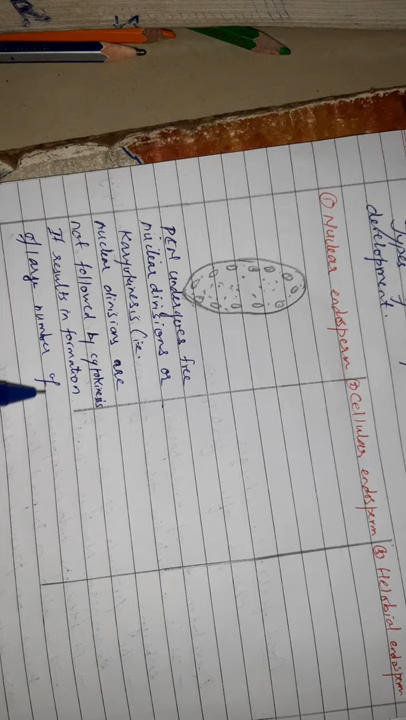 Types of
development.
① Nuclear endosperm ② Cellular endosperm ③ Helobial endosperm
PEN undergoes free
nuclear divisions or
Karyokinesis (i.e.
nuclear divisions are
not followed by cytokinesis
It results in formation
of large number of